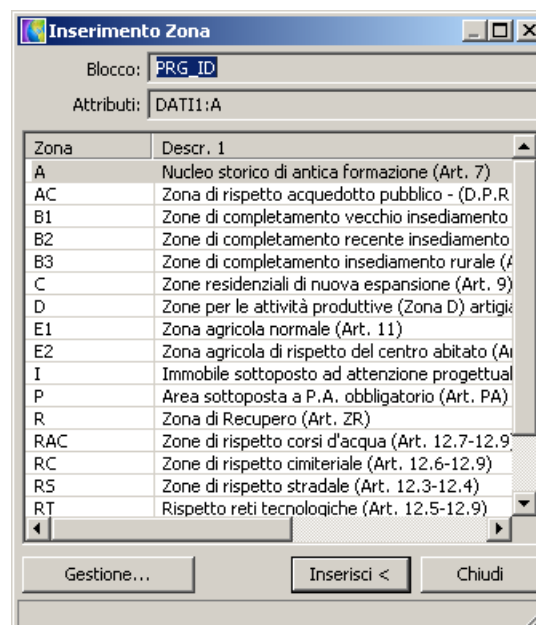 Inserimento Zona
Blocco: PRG_ID
Attributi: DATI1:A
Zona Descr. 1
A Nucleo storico di antica formazione (Art. 7)
AC Zona di rispetto acquedotto pubblico - (D.P.R
B1 Zone di completamento vecchio insediamento
B2 Zone di completamento recente insediamento
B3 Zone di completamento insediamento rurale (A
C Zone residenziali di nuova espansione (Art. 9)
D Zone per le attività produttive (Zona D) artigia
E1 Zona agricola normale (Art. 11)
E2 Zona agricola di rispetto del centro abitato (Ar
I Immobile sottoposto ad attenzione progettual
P Area sottoposta a P.A. obbligatorio (Art. PA)
R Zona di Recupero (Art. ZR)
RAC Zone di rispetto corsi d'acqua (Art. 12.7-12.9
RC Zone di rispetto cimiteriale (Art. 12.6-12.9)
RS Zone di rispetto stradale (Art. 12.3-12.4)
RT Rispetto reti tecnologiche (Art. 12.5-12.9)
Gestione... Inserisci < Chiudi